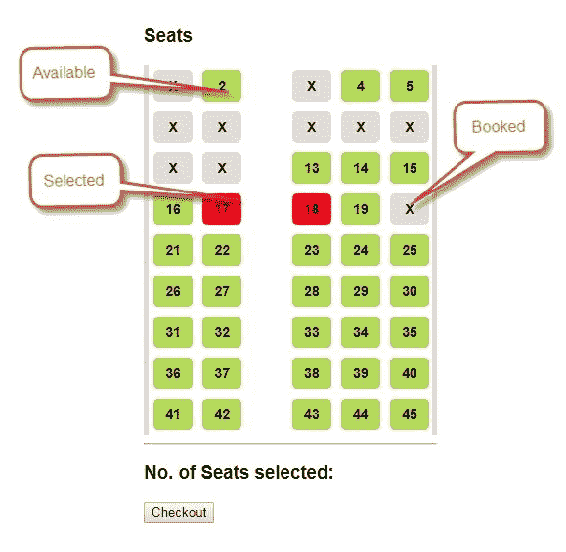 Seats
Available
X 2 X 4 5
X X X X X
Booked
X X 13 14 15
Selected
16 17 18 19 X
21 22 23 24 25
26 27 28 29 30
31 32 33 34 35
36 37 38 39 40
41 42 43 44 45
No. of Seats selected:
Checkout